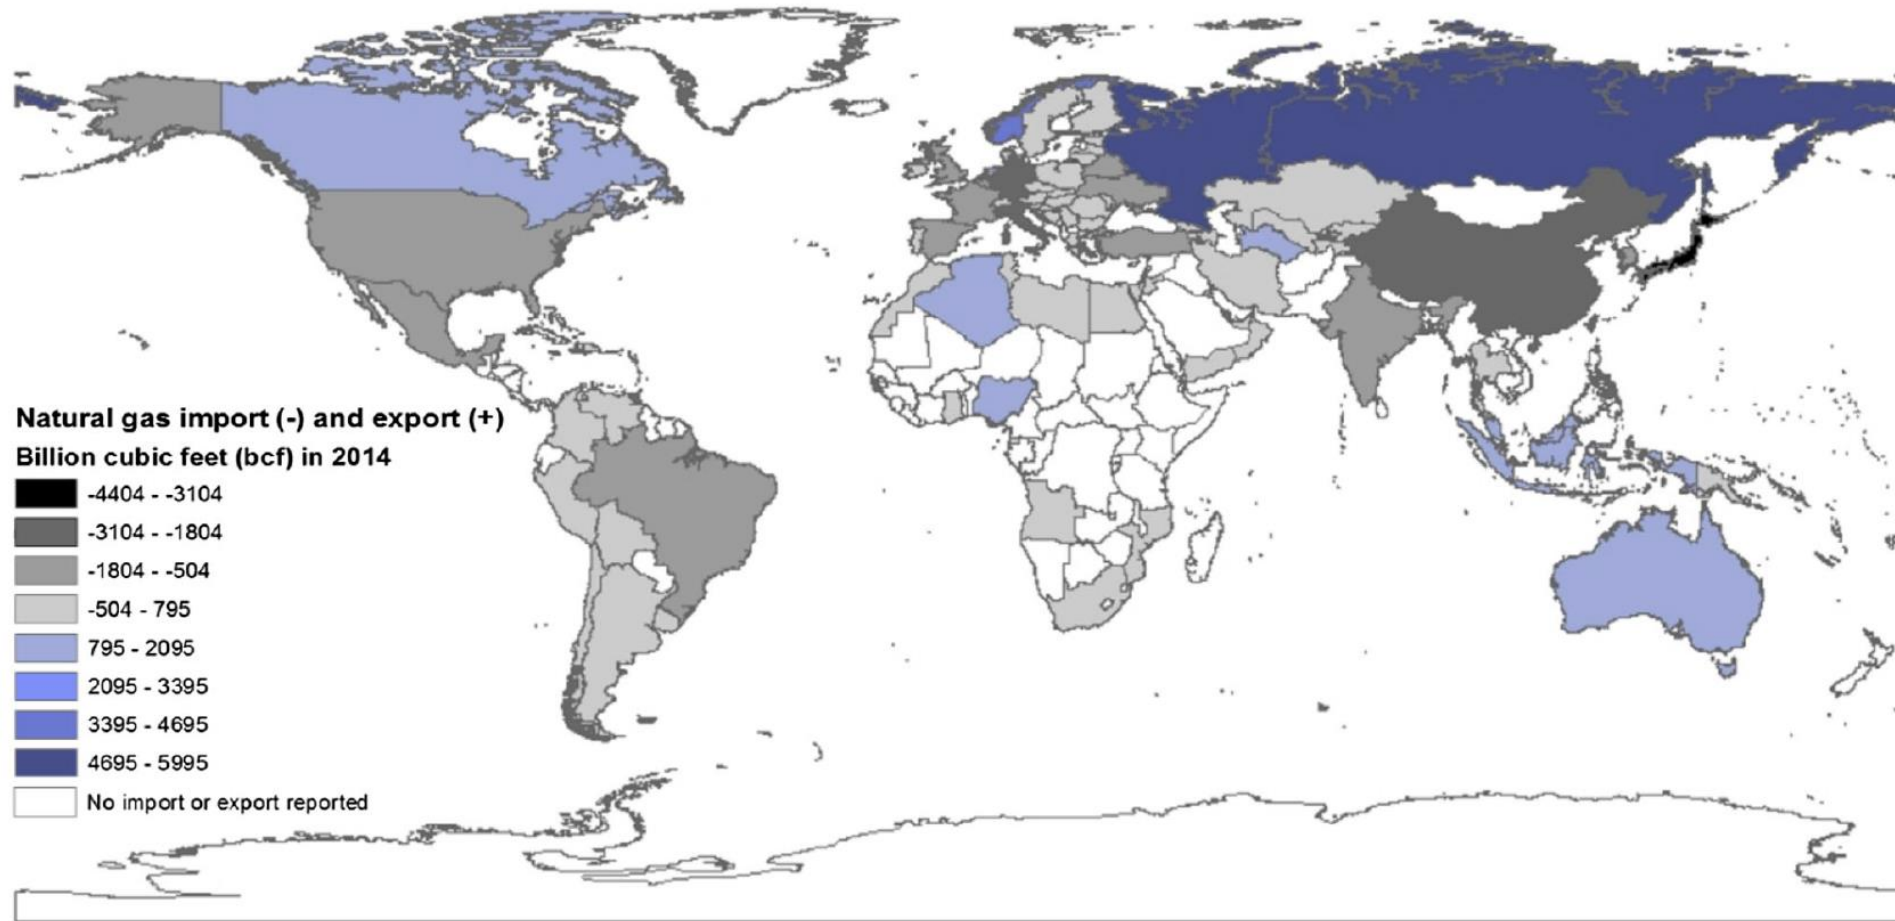 Natural gas import (-) and export (+)
Billion cubic feet (bcf) in 2014
-4404 - -3104
-3104 - -1804
-1804 - -504
-504 - 795
795 - 2095
2095 - 3395
3395 - 4695
4695 - 5995
No import or export reported